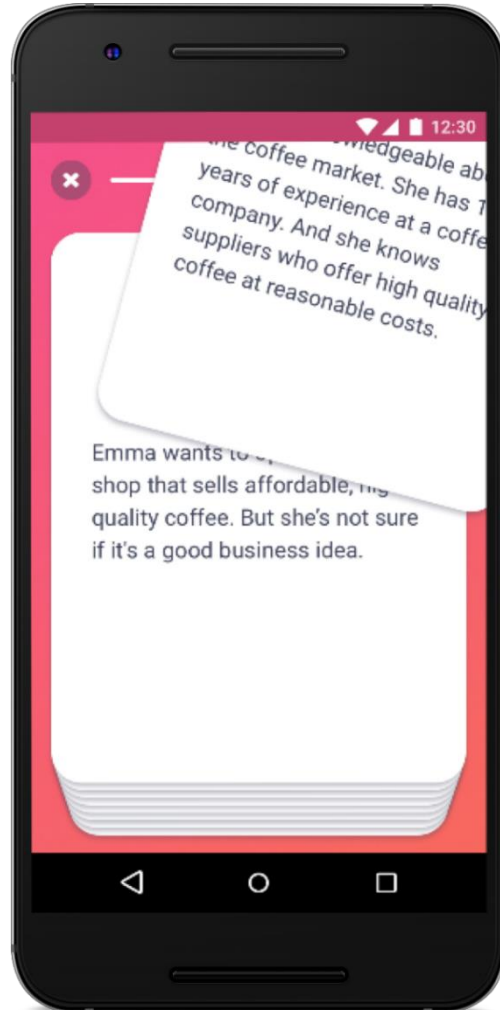 12:30
the coffee market. She has
years of experience at a
company. And she knows
suppliers who offer high quality
coffee at reasonable costs.
Emma wants to
shop that sells affordable,
quality coffee. But she's not sure
if it's a good business idea.